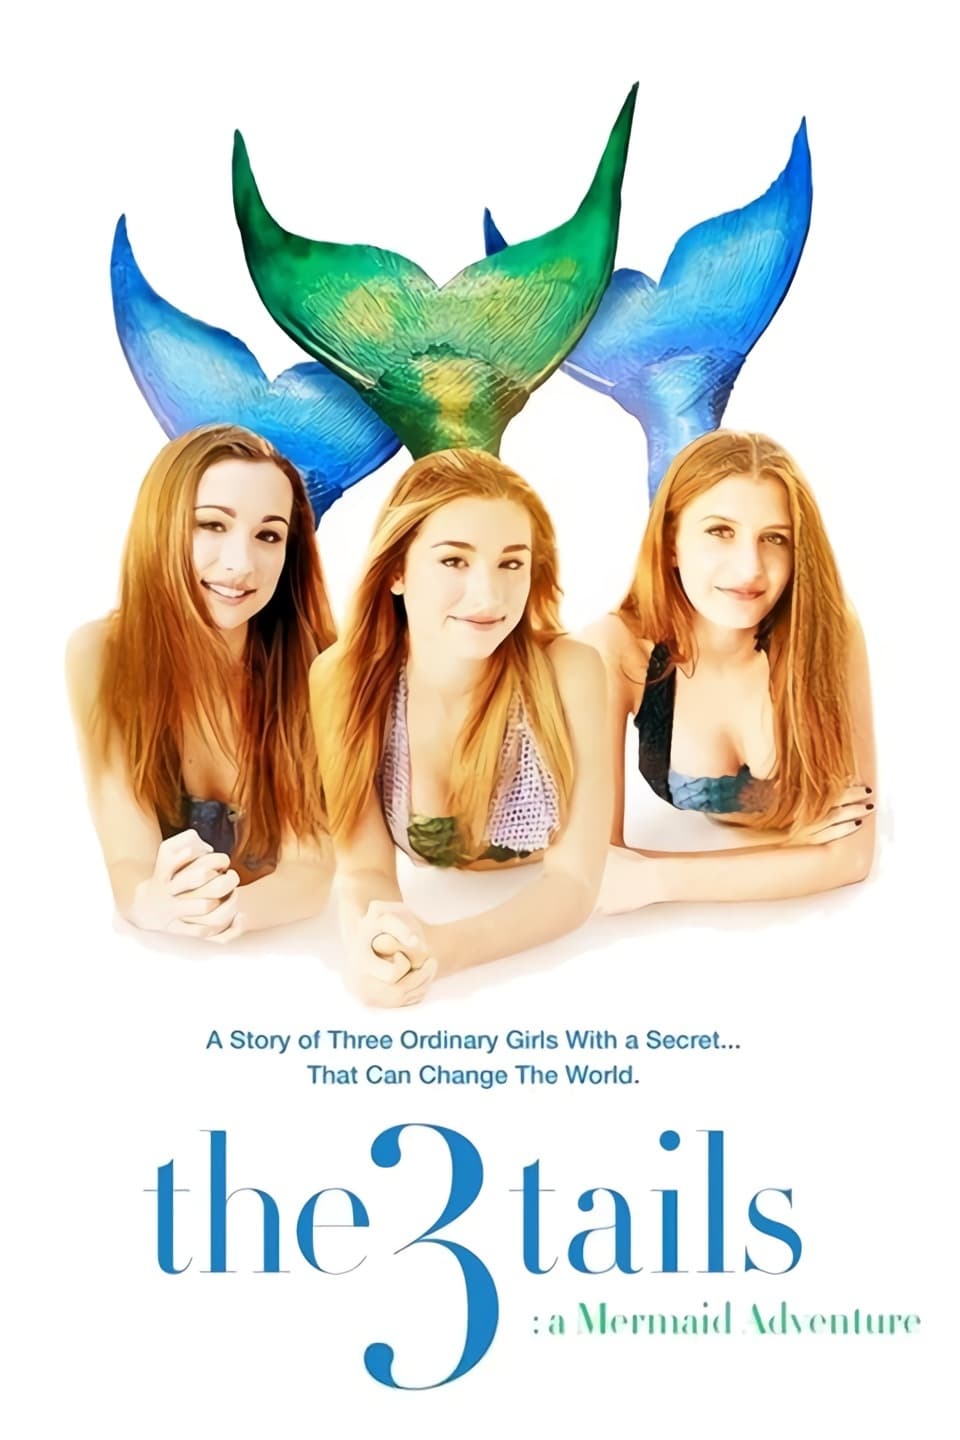 A Story of Three Ordinary Girls With a Secret...
That Can Change The World.
the3tails
: a Mermaid Adventure